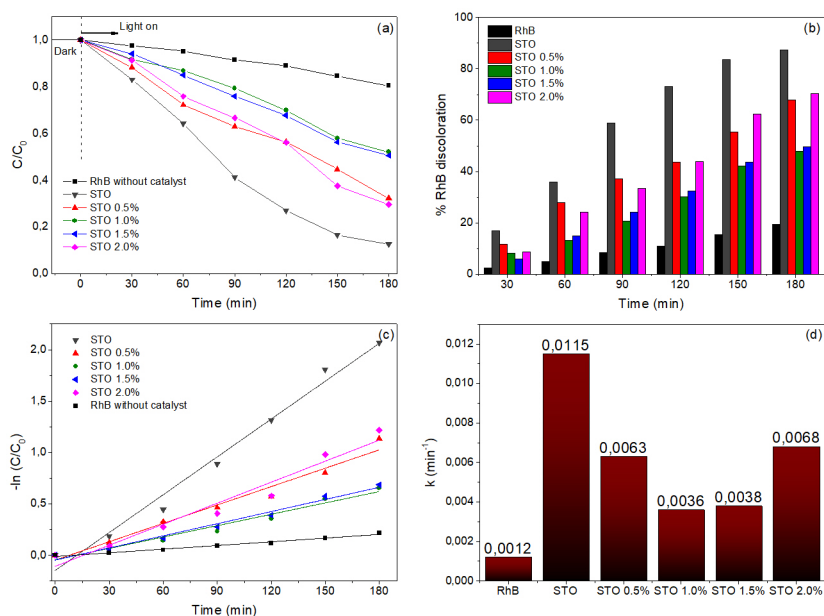 (a)
Light on
Dark
1,0
0,8
0,6
0,4
0,2
0,0
C/C0
RhB without catalyst
STO
STO 0.5%
STO 1.0%
STO 1.5%
STO 2.0%
0 30 60 90 120 150 180
Time (min)
(b)
RhB
STO
STO 0.5%
STO 1.0%
STO 1.5%
STO 2.0%
100
80
60
40
20
0
% RhB discoloration
30 60 90 120 150 180
Time (min)
(c)
STO
STO 0.5%
STO 1.0%
STO 1.5%
STO 2.0%
RhB without catalyst
2,0
1,5
1,0
0,5
0,0
-ln (C/C0)
0 30 60 90 120 150 180
Time (min)
(d)
0,012
0,010
0,008
0,006
0,004
0,002
0,000
k (min-1)
0,0012
0,0115
0,0063
0,0036
0,0038
0,0068
RhB STO STO 0.5% STO 1.0% STO 1.5% STO 2.0%